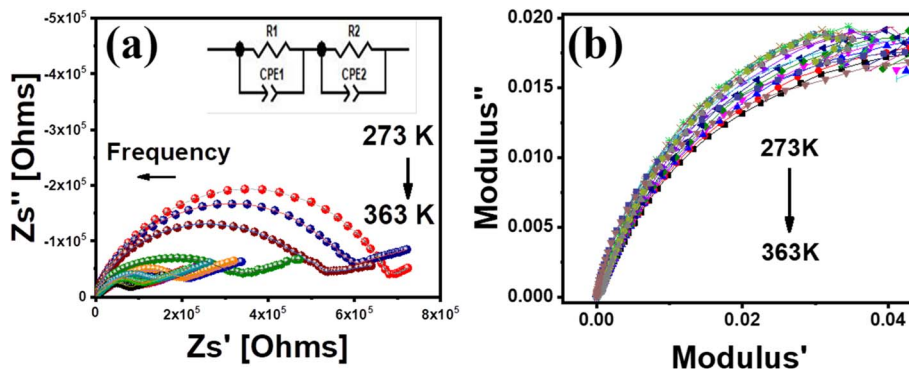 (a)
R1 R2
CPE1 CPE2
Frequency
273 K
363 K
-5x10⁵
-4x10⁵
-3x10⁵
-2x10⁵
-1x10⁵
0
0 2x10⁵ 4x10⁵ 6x10⁵ 8x10⁵
Zs'' [Ohms]
Zs' [Ohms]
(b)
273K
363K
0.020
0.015
0.010
0.005
0.000
0.00 0.02 0.04
Modulus''
Modulus'